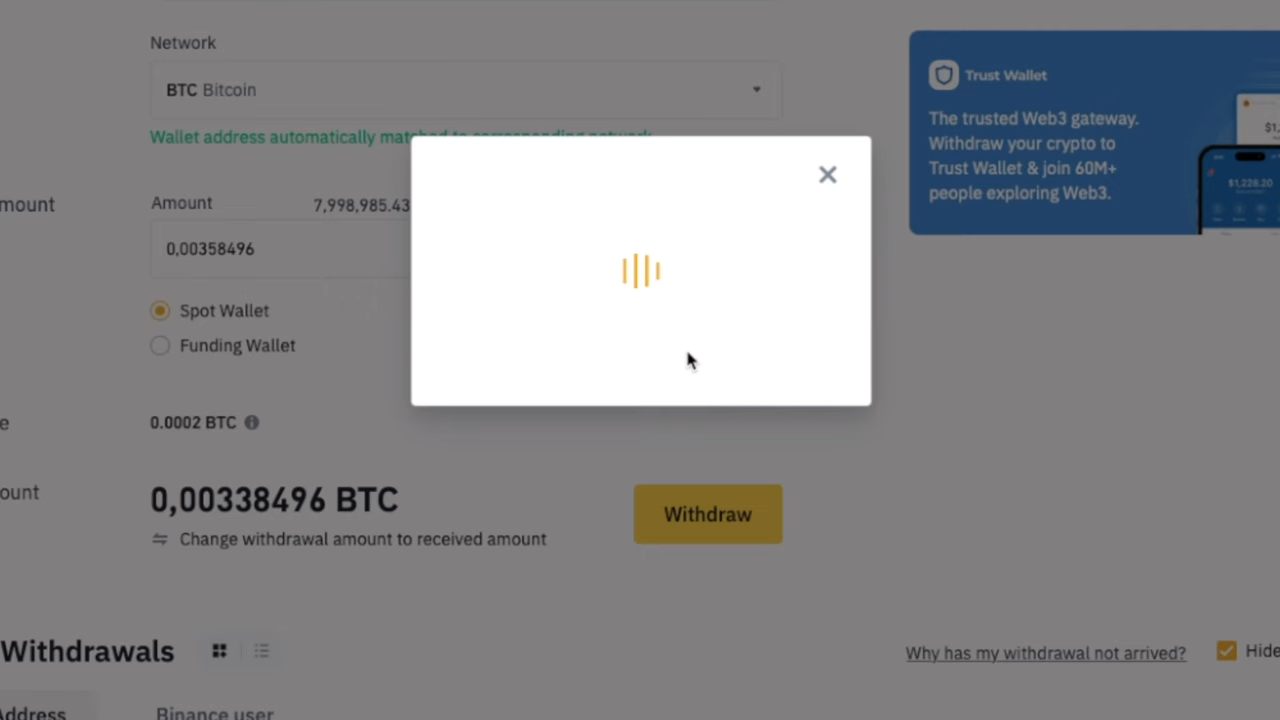 Network
BTC Bitcoin
Wallet address automatically matched to corresponding network
mount
Amount
7,998,985.43
0,00358496
Spot Wallet
Funding Wallet
e
0.0002 BTC
ount
0,00338496 BTC
Change withdrawal amount to received amount
Withdraw
Trust Wallet
The trusted Web3 gateway.
Withdraw your crypto to
Trust Wallet & join 60M+
people exploring Web3.
$1,
$1,228.20
Withdrawals
Why has my withdrawal not arrived?
Hide
Address
Binance user